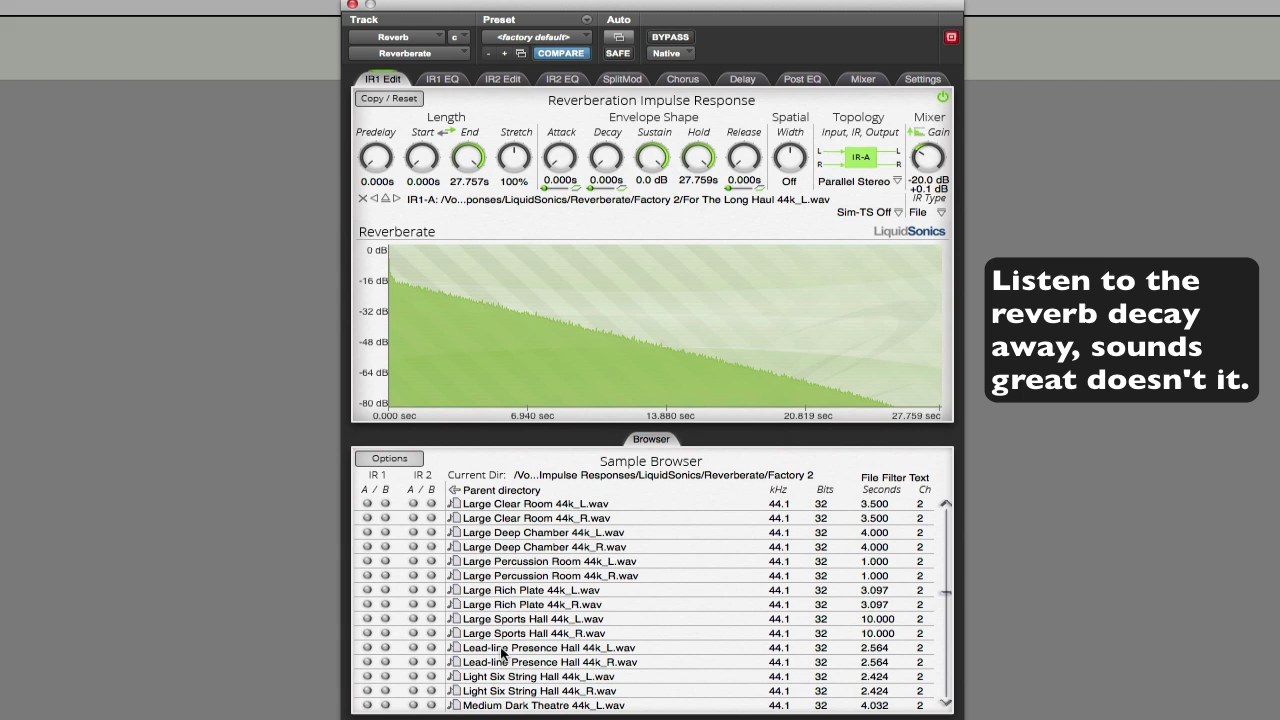 Track Preset Auto
Reverb c <factory default> BYPASS
Reverberate - + COMPARE SAFE Native
IR1 Edit IR1 EQ IR2 Edit IR2 EQ SplitMod Chorus Delay Post EQ Mixer Settings
Copy / Reset Reverberation Impulse Response
Length Envelope Shape Spatial Topology Mixer
Predelay Start End Stretch Attack Decay Sustain Hold Release Width Input, IR, Output Gain
L IR-A L
R R
0.000s 0.000s 27.757s 100% 0.000s 0.000s 0.0 dB 27.759s 0.000s Off Parallel Stereo -20.0 dB
+0.1 dB
IR1-A: /Vo...ponses/LiquidSonics/Reverberate/Factory 2/For The Long Haul 44k_L.wav IR Type
Sim-TS Off File
Reverberate LiquidSonics
0 dB
-16 dB
-32 dB
-48 dB
-64 dB
-80 dB
0.000 sec 6.940 sec 13.880 sec 20.819 sec 27.759 sec
Listen to the
reverb decay
away, sounds
great doesn't it.
Browser
Options Sample Browser
IR 1 IR 2 Current Dir: /Vo...Impulse Responses/LiquidSonics/Reverberate/Factory 2 File Filter Text
A / B A / B Parent directory kHz Bits Seconds Ch
Large Clear Room 44k_L.wav 44.1 32 3.500 2
Large Clear Room 44k_R.wav 44.1 32 3.500 2
Large Deep Chamber 44k_L.wav 44.1 32 4.000 2
Large Deep Chamber 44k_R.wav 44.1 32 4.000 2
Large Percussion Room 44k_L.wav 44.1 32 1.000 2
Large Percussion Room 44k_R.wav 44.1 32 1.000 2
Large Rich Plate 44k_L.wav 44.1 32 3.097 2
Large Rich Plate 44k_R.wav 44.1 32 3.097 2
Large Sports Hall 44k_L.wav 44.1 32 10.000 2
Large Sports Hall 44k_R.wav 44.1 32 10.000 2
Lead-line Presence Hall 44k_L.wav 44.1 32 2.564 2
Lead-line Presence Hall 44k_R.wav 44.1 32 2.564 2
Light Six String Hall 44k_L.wav 44.1 32 2.424 2
Light Six String Hall 44k_R.wav 44.1 32 2.424 2
Medium Dark Theatre 44k_L.wav 44.1 32 4.032 2